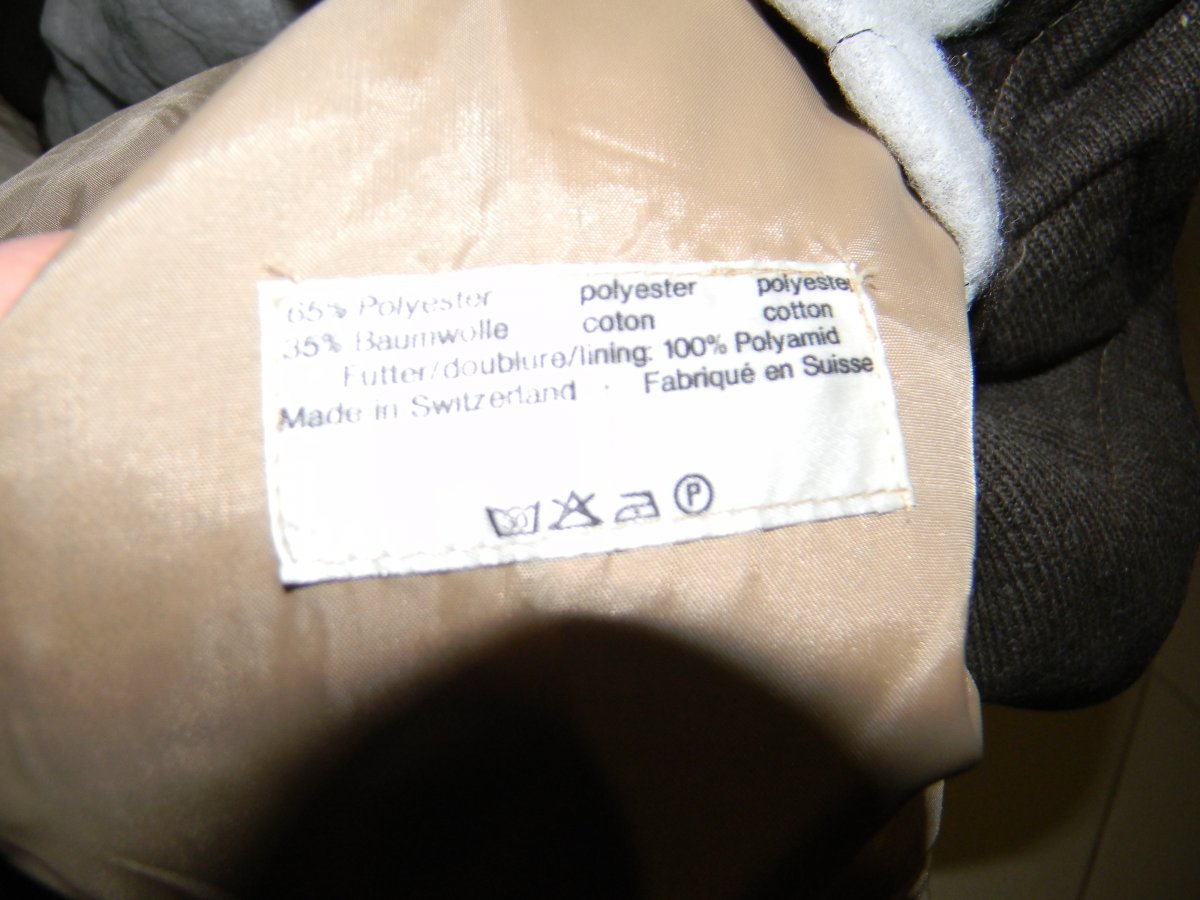 65% Polyester polyester polyester
35% Baumwolle coton cotton
Futter/doublure/lining: 100% Polyamid
Made in Switzerland · Fabriqué en Suisse
30 P